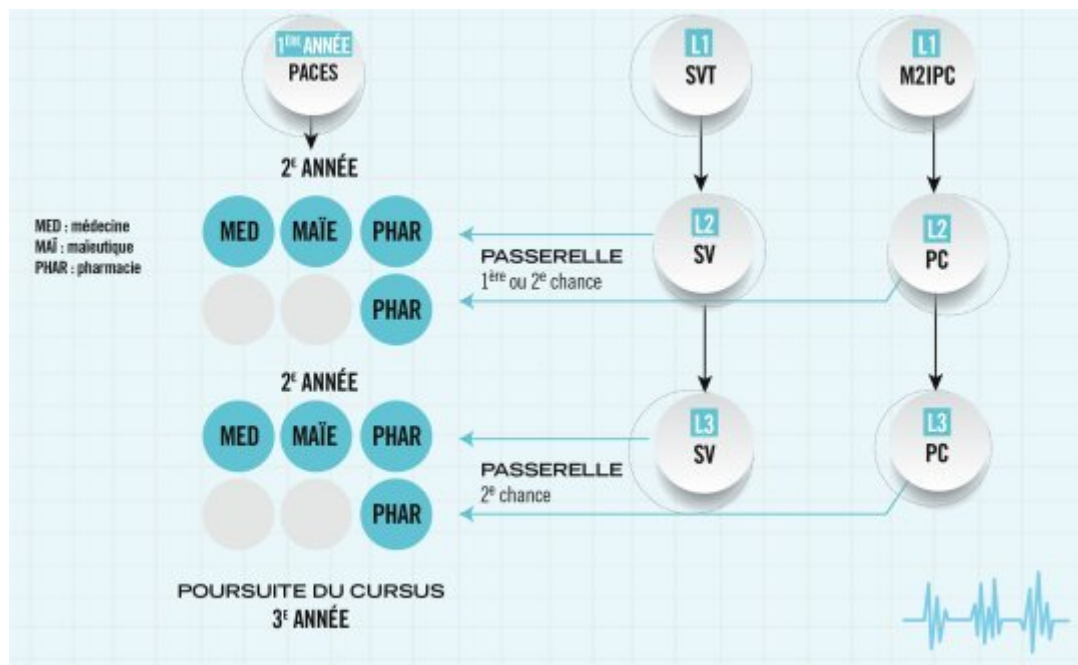 1ÈRE ANNÉE
PACES
L1
SVT
L1
M2IPC
2E ANNÉE
MED : médecine
MAÏ : maïeutique
PHAR : pharmacie
MED MAÏE PHAR
PHAR
PASSERELLE
1ère ou 2e chance
L2
SV
L2
PC
2E ANNÉE
MED MAÏE PHAR
PHAR
PASSERELLE
2e chance
L3
SV
L3
PC
POURSUITE DU CURSUS
3E ANNÉE